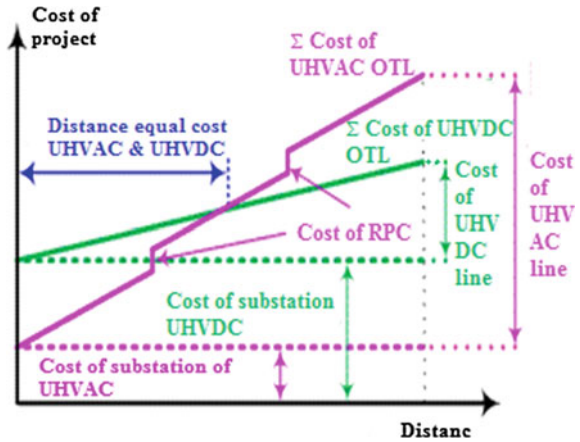 Cost of
project
Σ Cost of
UHVAC OTL
Distance equal cost
UHVAC & UHVDC
Σ Cost of UHVDC
OTL
Cost
of
UHV
DC
line
Cost
of
UHV
AC
line
Cost of RPC
Cost of substation
UHVDC
Cost of substation of
UHVAC
Distanc